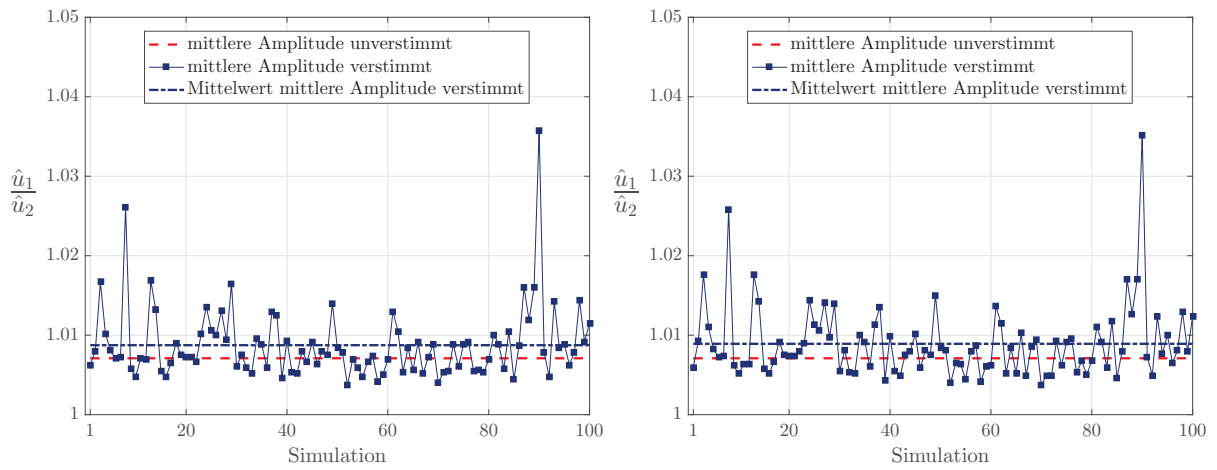 1.05
1.04
1.03
1.02
1.01
1
û₁
û₂
mittlere Amplitude unverstimmt
mittlere Amplitude verstimmt
Mittelwert mittlere Amplitude verstimmt
1 20 40 60 80 100
Simulation
1.05
1.04
1.03
1.02
1.01
1
û₁
û₂
mittlere Amplitude unverstimmt
mittlere Amplitude verstimmt
Mittelwert mittlere Amplitude verstimmt
1 20 40 60 80 100
Simulation